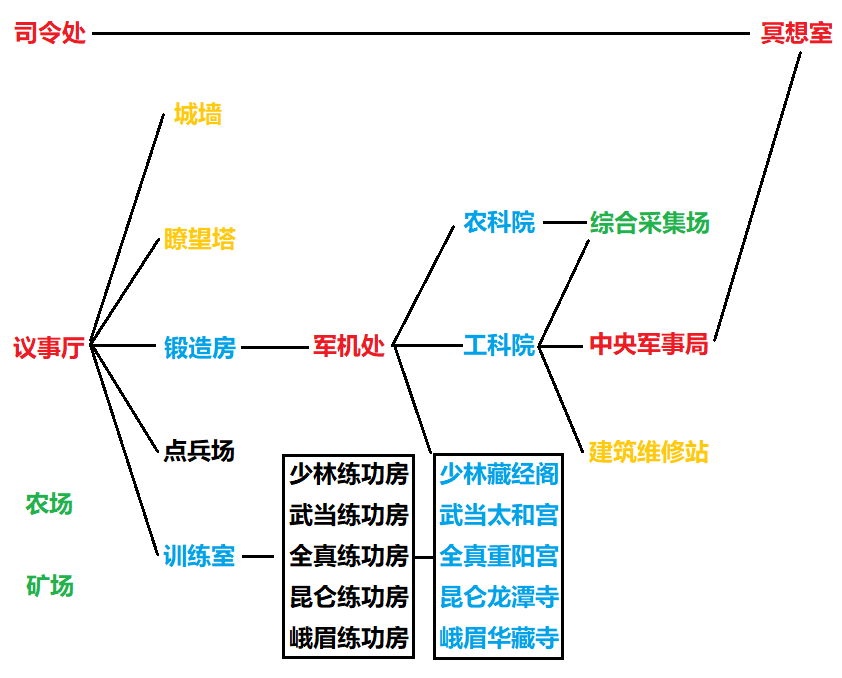 司令处
冥想室
城墙
农科院
综合采集场
瞭望塔
议事厅
锻造房
军机处
工科院
中央军事局
点兵场
建筑维修站
农场
矿场
训练室
少林练功房
武当练功房
全真练功房
昆仑练功房
峨眉练功房
少林藏经阁
武当太和宫
全真重阳宫
昆仑龙潭寺
峨眉华藏寺